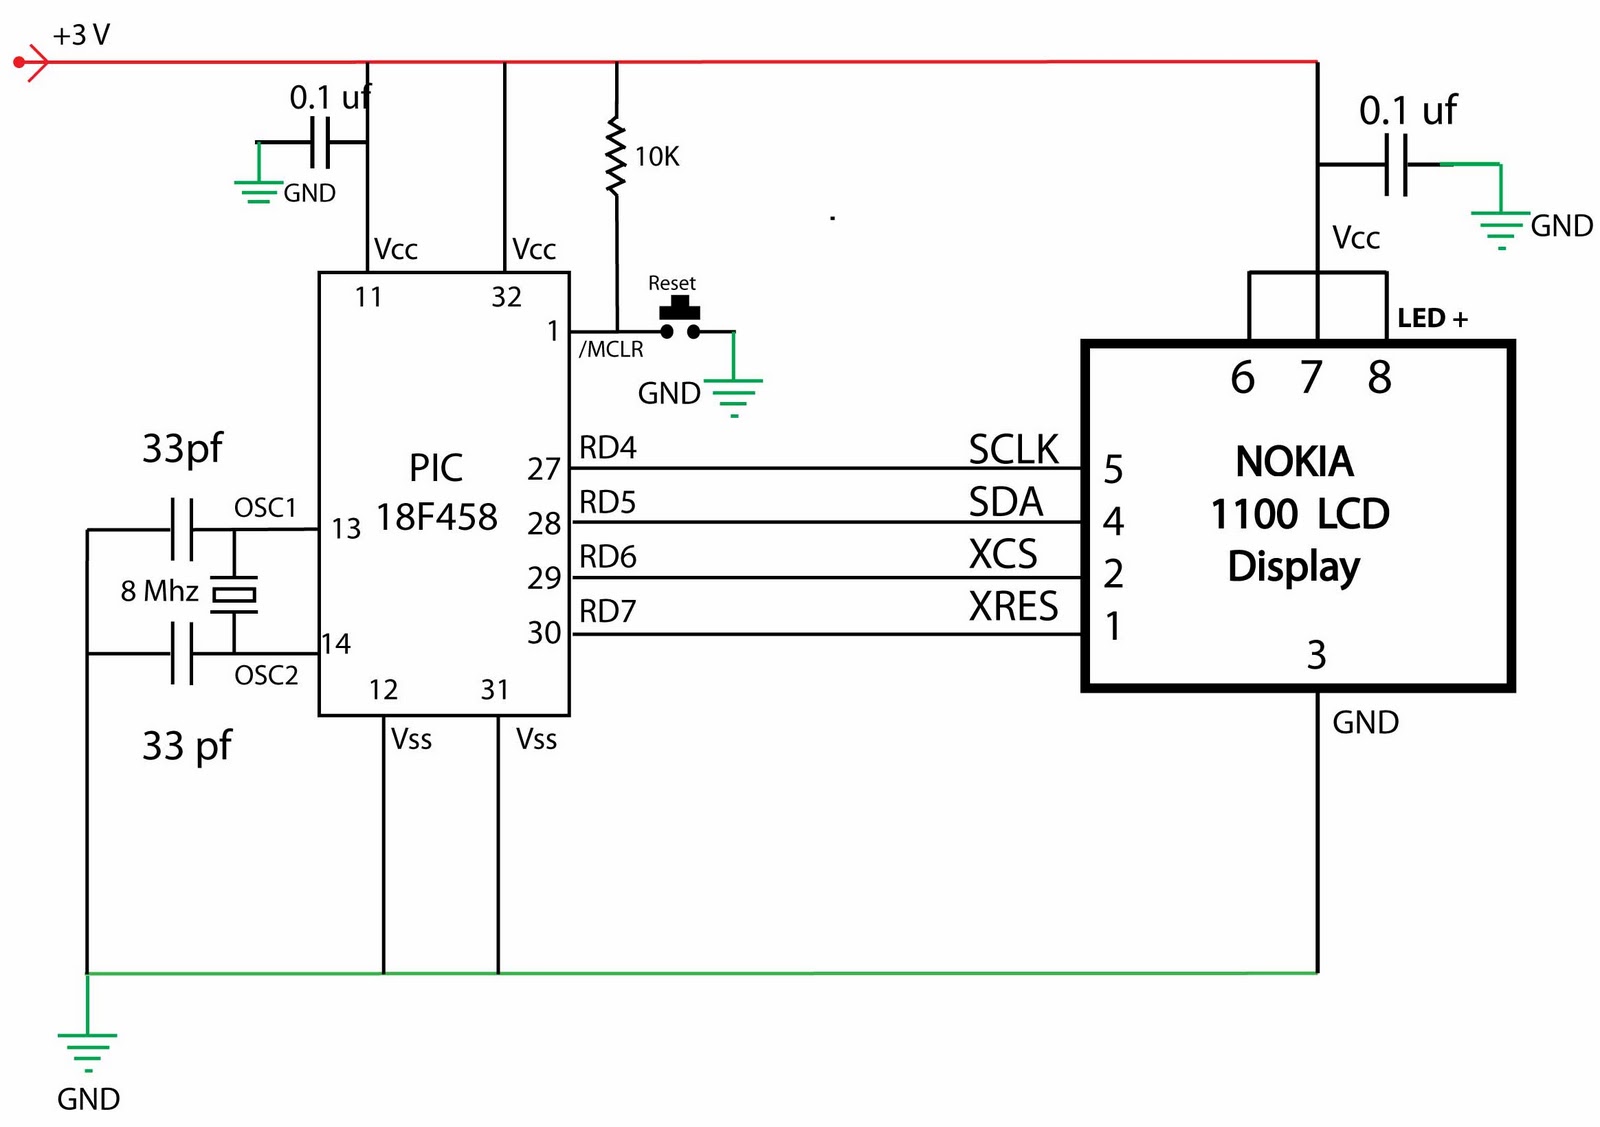 +3 V
0.1 uf
GND
10K
0.1 uf
GND
Vcc
Vcc
Vcc
11
32
1
/MCLR
Reset
GND
LED +
6 7 8
33pf
OSC1
13
8 Mhz
14
OSC2
33 pf
PIC
18F458
27
28
29
30
RD4
RD5
RD6
RD7
SCLK
SDA
XCS
XRES
5
4
2
1
NOKIA
1100 LCD
Display
3
GND
12
31
Vss
Vss
GND